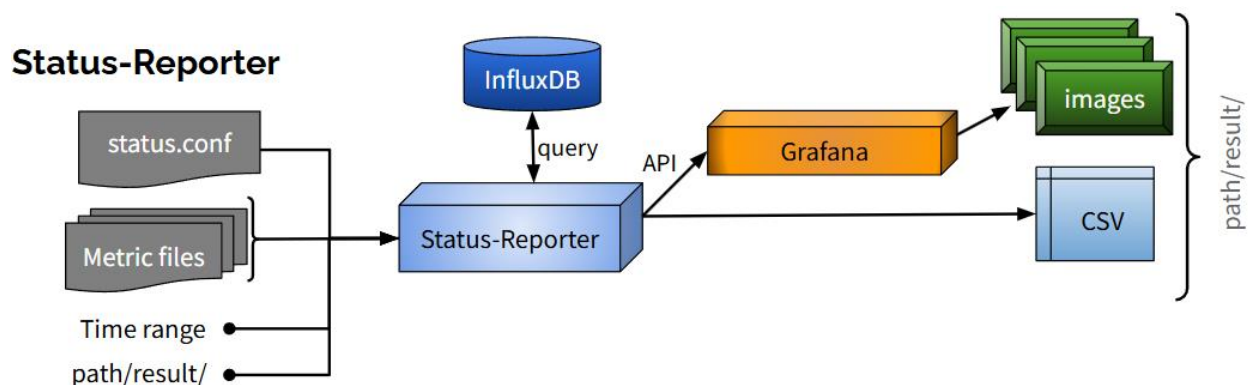 Status-Reporter
status.conf
Metric files
Time range
path/result/
InfluxDB
query
Status-Reporter
API
Grafana
images
CSV
path/result/